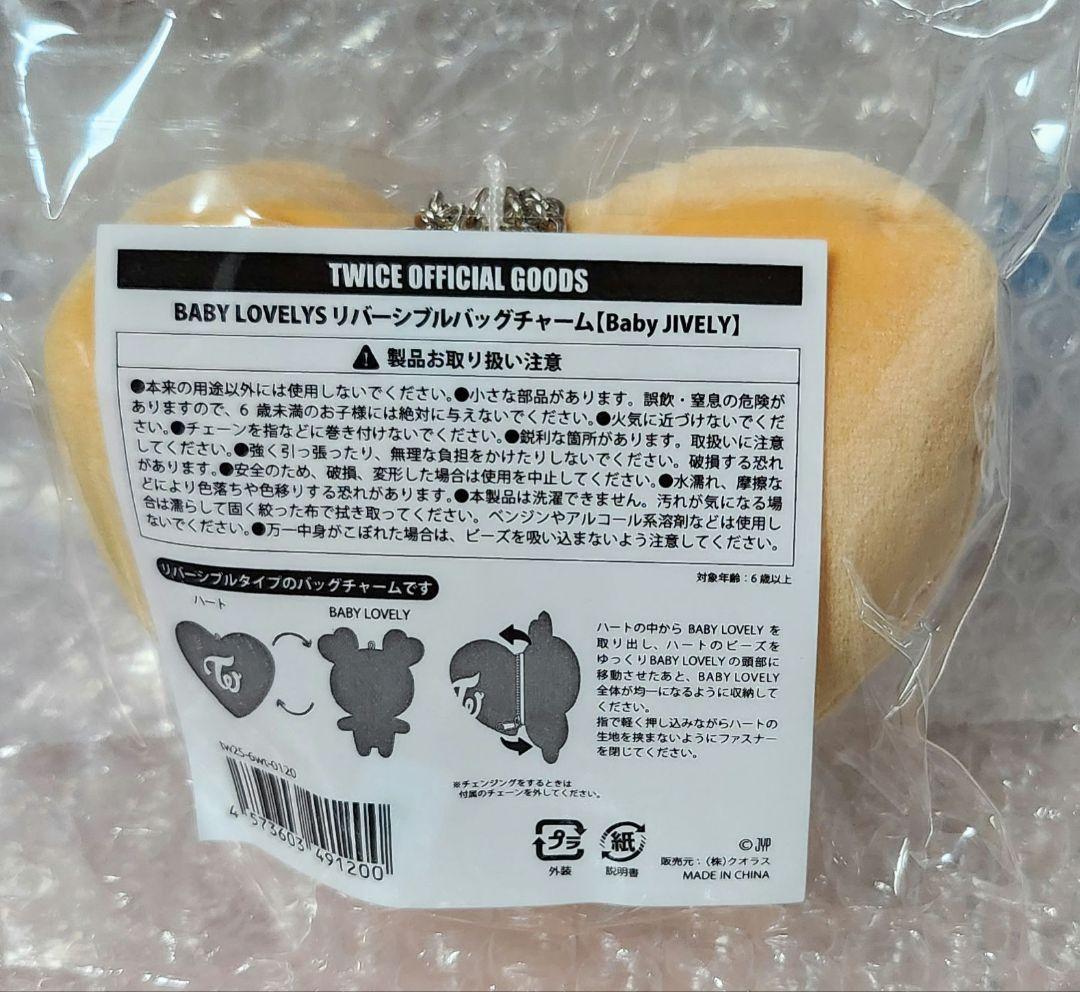 TWICE OFFICIAL GOODS
BABY LOVELYS リバーシブルバッグチャーム【Baby JIVELY】
製品お取り扱い注意
●本来の用途以外には使用しないでください。●小さな部品があります。誤飲・窒息の危険が
ありますので、6 歳未満のお子様には絶対に与えないでください。●火気に近づけないでくだ
さい。●チェーンを指などに巻き付けないでください。●鋭利な箇所があります。取扱いに注意
してください。●強く引っ張ったり、無理な負担をかけたりしないでください。破損する恐れ
があります。●安全のため、破損、変形した場合は使用を中止してください。●水濡れ、摩擦な
どにより色落ちや色移りする恐れがあります。●本製品は洗濯できません。汚れが気になる場
合は濡らして固く絞った布で拭き取ってください。ベンジンやアルコール系溶剤などは使用し
ないでください。●万一中身がこぼれた場合は、ビーズを吸い込まないよう注意してください。
対象年齢：6 歳以上
リバーシブルタイプのバッグチャームです
ハート
BABY LOVELY
TW
TW
ハートの中から BABY LOVELY を
取り出し、ハートのビーズを
ゆっくりBABY LOVELY の頭部に
移動させたあと、BABY LOVELY
全体が均一になるように収納して
ください。
指で軽く押し込みながらハートの
生地を挟まないようにファスナー
を閉じてください。
※チェンジングをするときは
付属のチェーンを外してください。
tw25-6wt-0120
4 573603 491200
プラ
外装
紙
説明書
© JYP
販売元：（株）クオラス
MADE IN CHINA